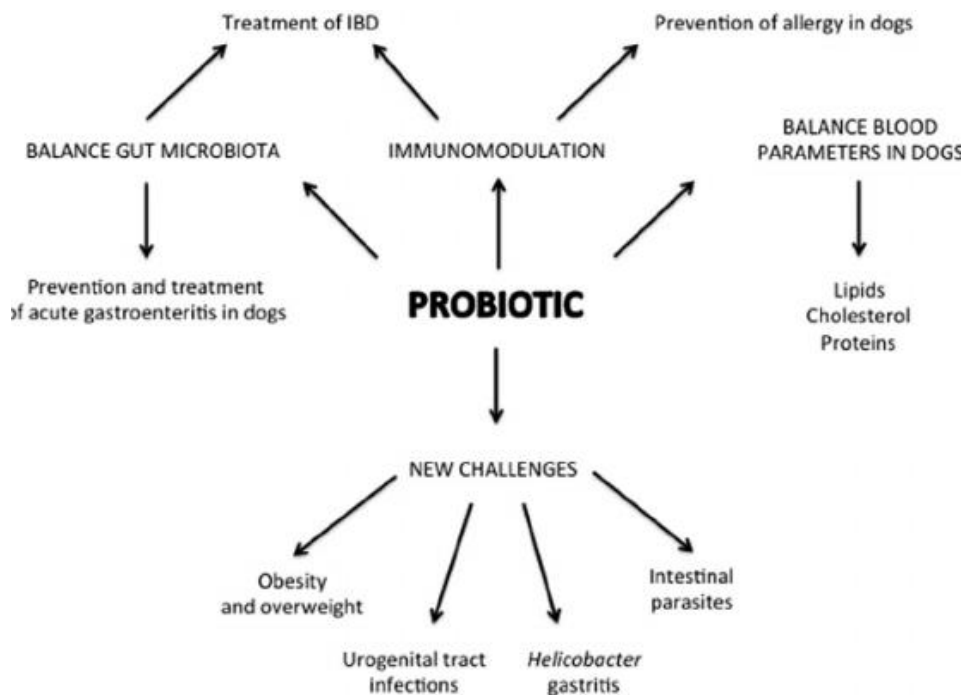 Treatment of IBD
Prevention of allergy in dogs
BALANCE GUT MICROBIOTA
IMMUNOMODULATION
BALANCE BLOOD
PARAMETERS IN DOGS
Prevention and treatment
of acute gastroenteritis in dogs
PROBIOTIC
Lipids
Cholesterol
Proteins
NEW CHALLENGES
Obesity
and overweight
Intestinal
parasites
Urogenital tract
infections
Helicobacter
gastritis